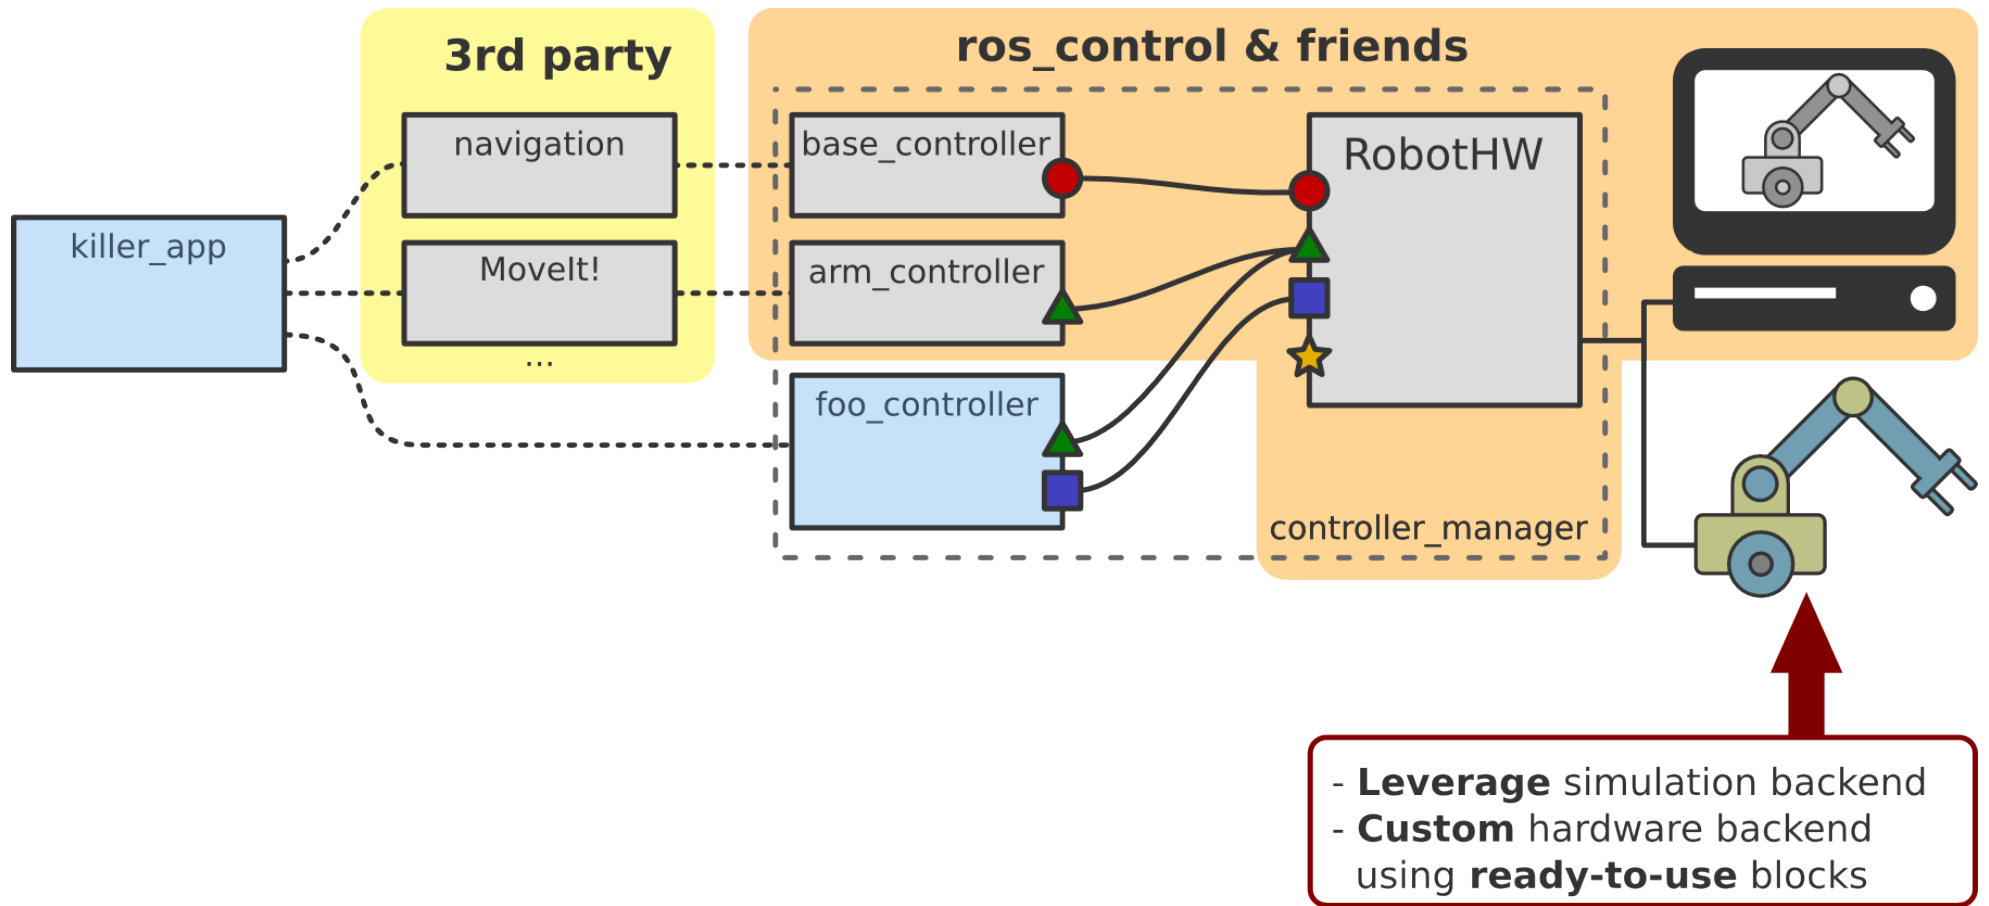 3rd party
ros_control & friends
navigation
base_controller
RobotHW
killer_app
MoveIt!
arm_controller
...
foo_controller
controller_manager
- Leverage simulation backend
- Custom hardware backend
using ready-to-use blocks